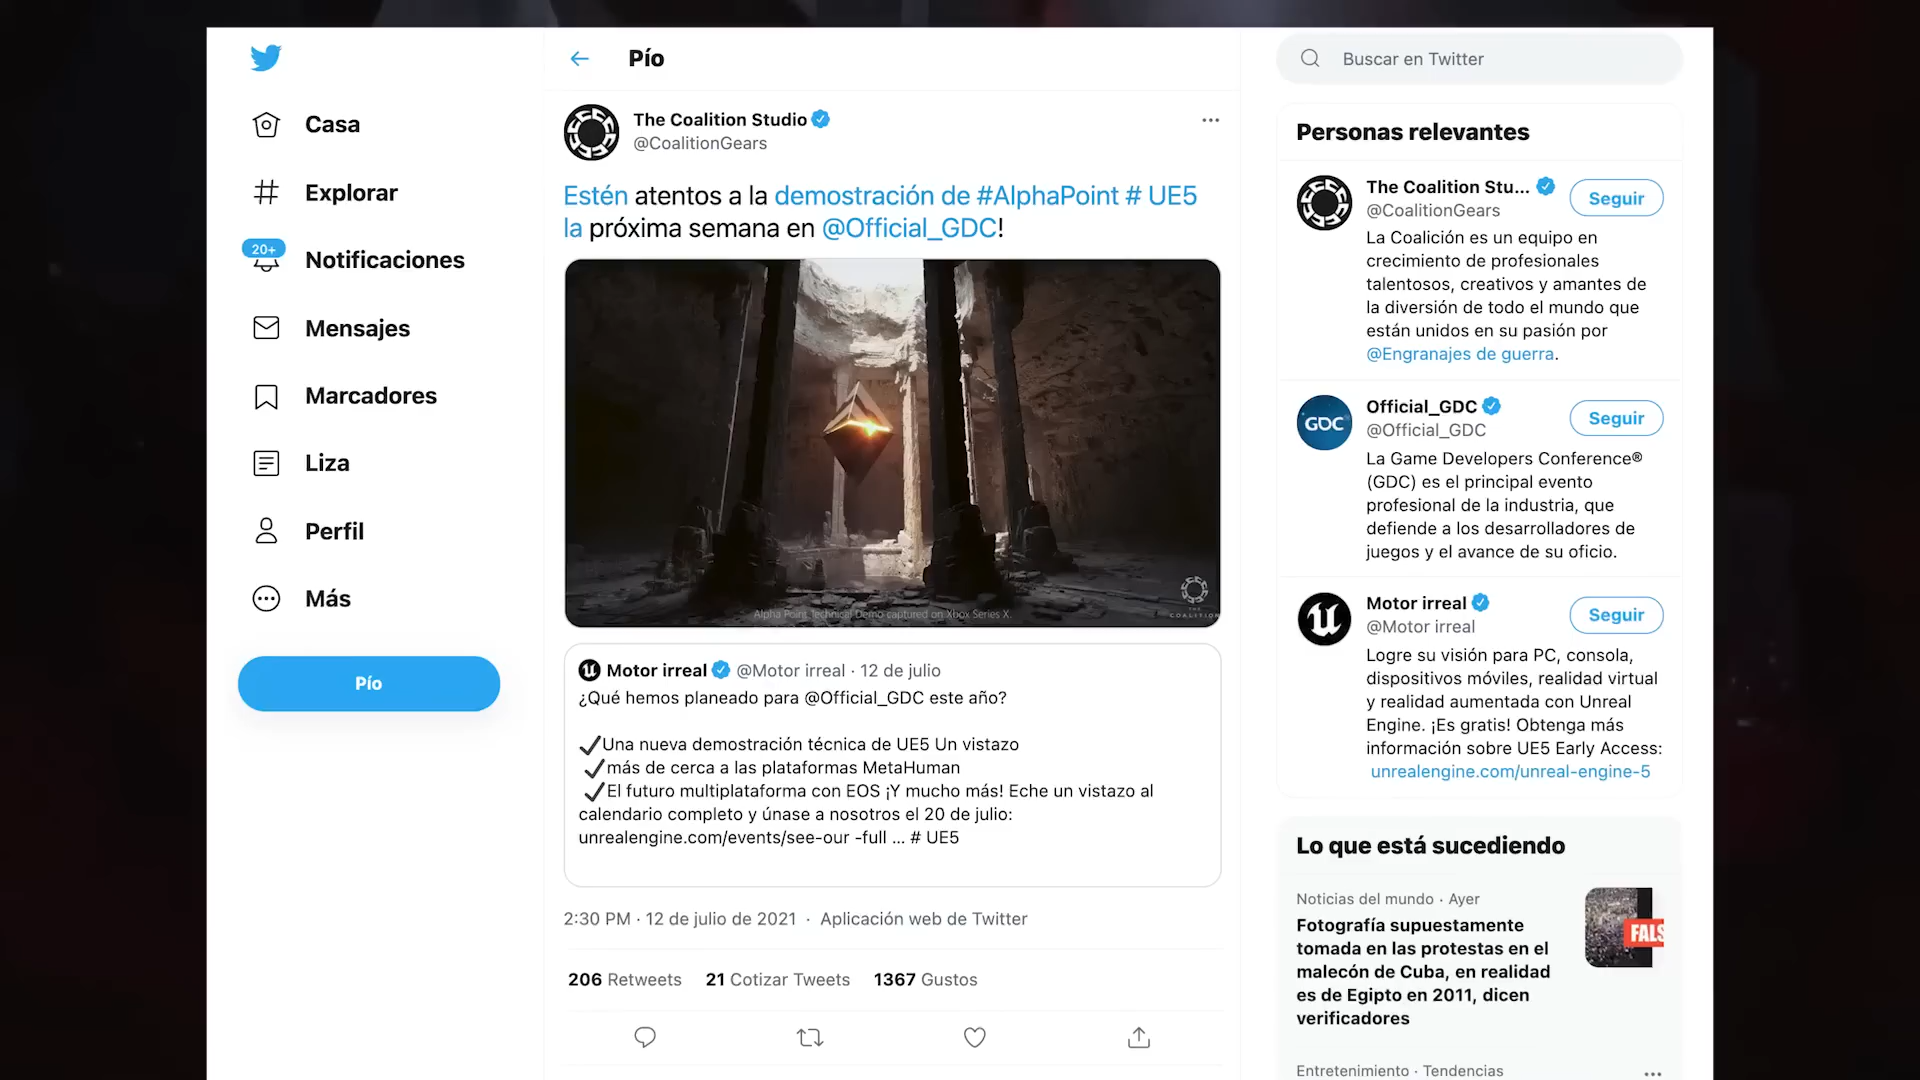 Casa
Explorar
20+
Notificaciones
Mensajes
Marcadores
Liza
Perfil
Más
Pío
Pío
The Coalition Studio
@CoalitionGears
Estén atentos a la demostración de #AlphaPoint # UE5
la próxima semana en @Official_GDC!
Alpha Point Technical Demo captured on Xbox Series X.
THE
COALITION
Motor irreal @Motor irreal · 12 de julio
¿Qué hemos planeado para @Official_GDC este año?
✓Una nueva demostración técnica de UE5 Un vistazo
✓más de cerca a las plataformas MetaHuman
✓El futuro multiplataforma con EOS ¡Y mucho más! Eche un vistazo al
calendario completo y únase a nosotros el 20 de julio:
unrealengine.com/events/see-our -full ... # UE5
2:30 PM · 12 de julio de 2021 · Aplicación web de Twitter
206 Retweets 21 Cotizar Tweets 1367 Gustos
Buscar en Twitter
Personas relevantes
The Coalition Stu...
@CoalitionGears
Seguir
La Coalición es un equipo en
crecimiento de profesionales
talentosos, creativos y amantes de
la diversión de todo el mundo que
están unidos en su pasión por
@Engranajes de guerra.
GDC
Official_GDC
@Official_GDC
Seguir
La Game Developers Conference®
(GDC) es el principal evento
profesional de la industria, que
defiende a los desarrolladores de
juegos y el avance de su oficio.
Motor irreal
@Motor irreal
Seguir
Logre su visión para PC, consola,
dispositivos móviles, realidad virtual
y realidad aumentada con Unreal
Engine. ¡Es gratis! Obtenga más
información sobre UE5 Early Access:
unrealengine.com/unreal-engine-5
Lo que está sucediendo
Noticias del mundo · Ayer
Fotografía supuestamente
tomada en las protestas en el
malecón de Cuba, en realidad
es de Egipto en 2011, dicen
verificadores
FALS
Entretenimiento · Tendencias